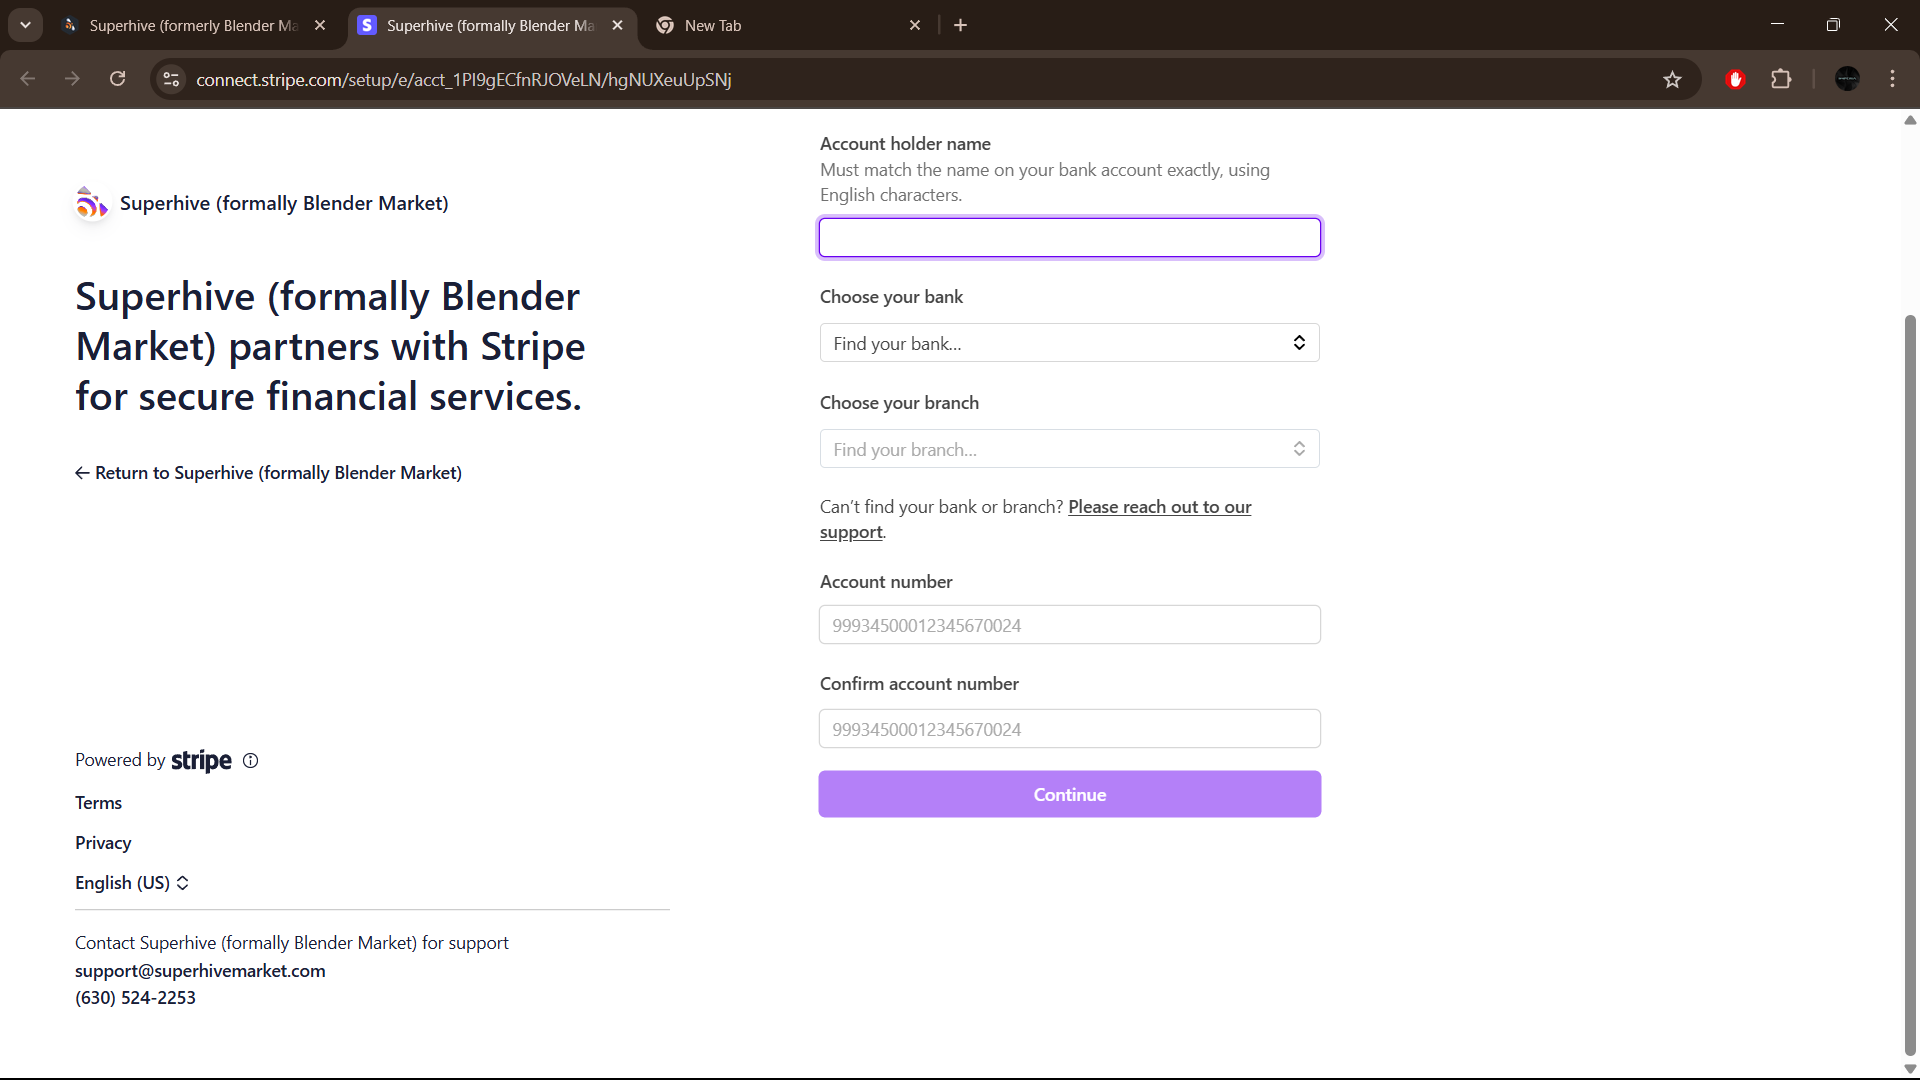 Superhive (formerly Blender Ma
Superhive (formally Blender Ma
New Tab
connect.stripe.com/setup/e/acct_1PI9gECfnRJOVeLN/hgNUXeuUpSNj
Superhive (formally Blender Market)
Superhive (formally Blender
Market) partners with Stripe
for secure financial services.
← Return to Superhive (formally Blender Market)
Powered by stripe
Terms
Privacy
English (US)
Contact Superhive (formally Blender Market) for support
support@superhivemarket.com
(630) 524-2253
Account holder name
Must match the name on your bank account exactly, using
English characters.
Choose your bank
Find your bank...
Choose your branch
Find your branch...
Can't find your bank or branch? Please reach out to our
support.
Account number
99934500012345670024
Confirm account number
99934500012345670024
Continue